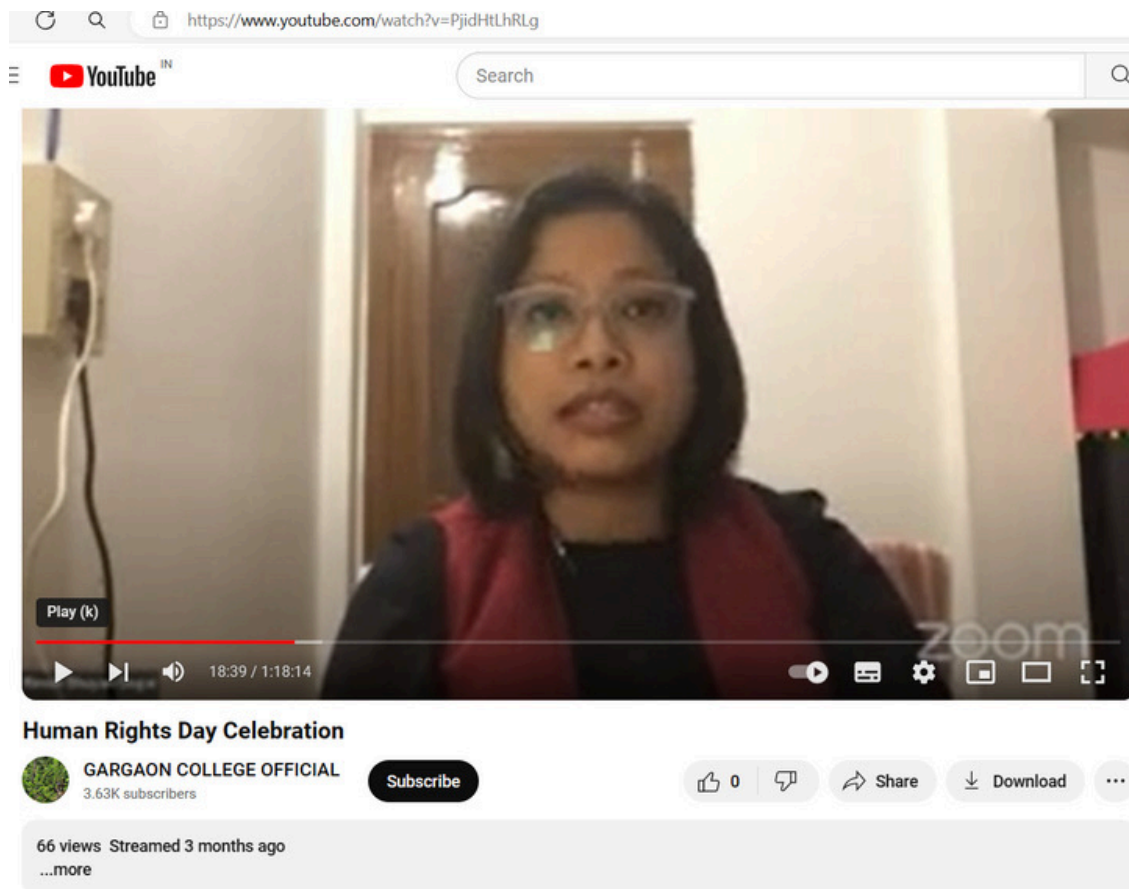 https://www.youtube.com/watch?v=PjidHtLhRLg
YouTube IN
Search
zoom
Play (k)
18:39 / 1:18:14
Human Rights Day Celebration
GARGAON COLLEGE OFFICIAL
3.63K subscribers
Subscribe
0
Share
Download
66 views Streamed 3 months ago
...more